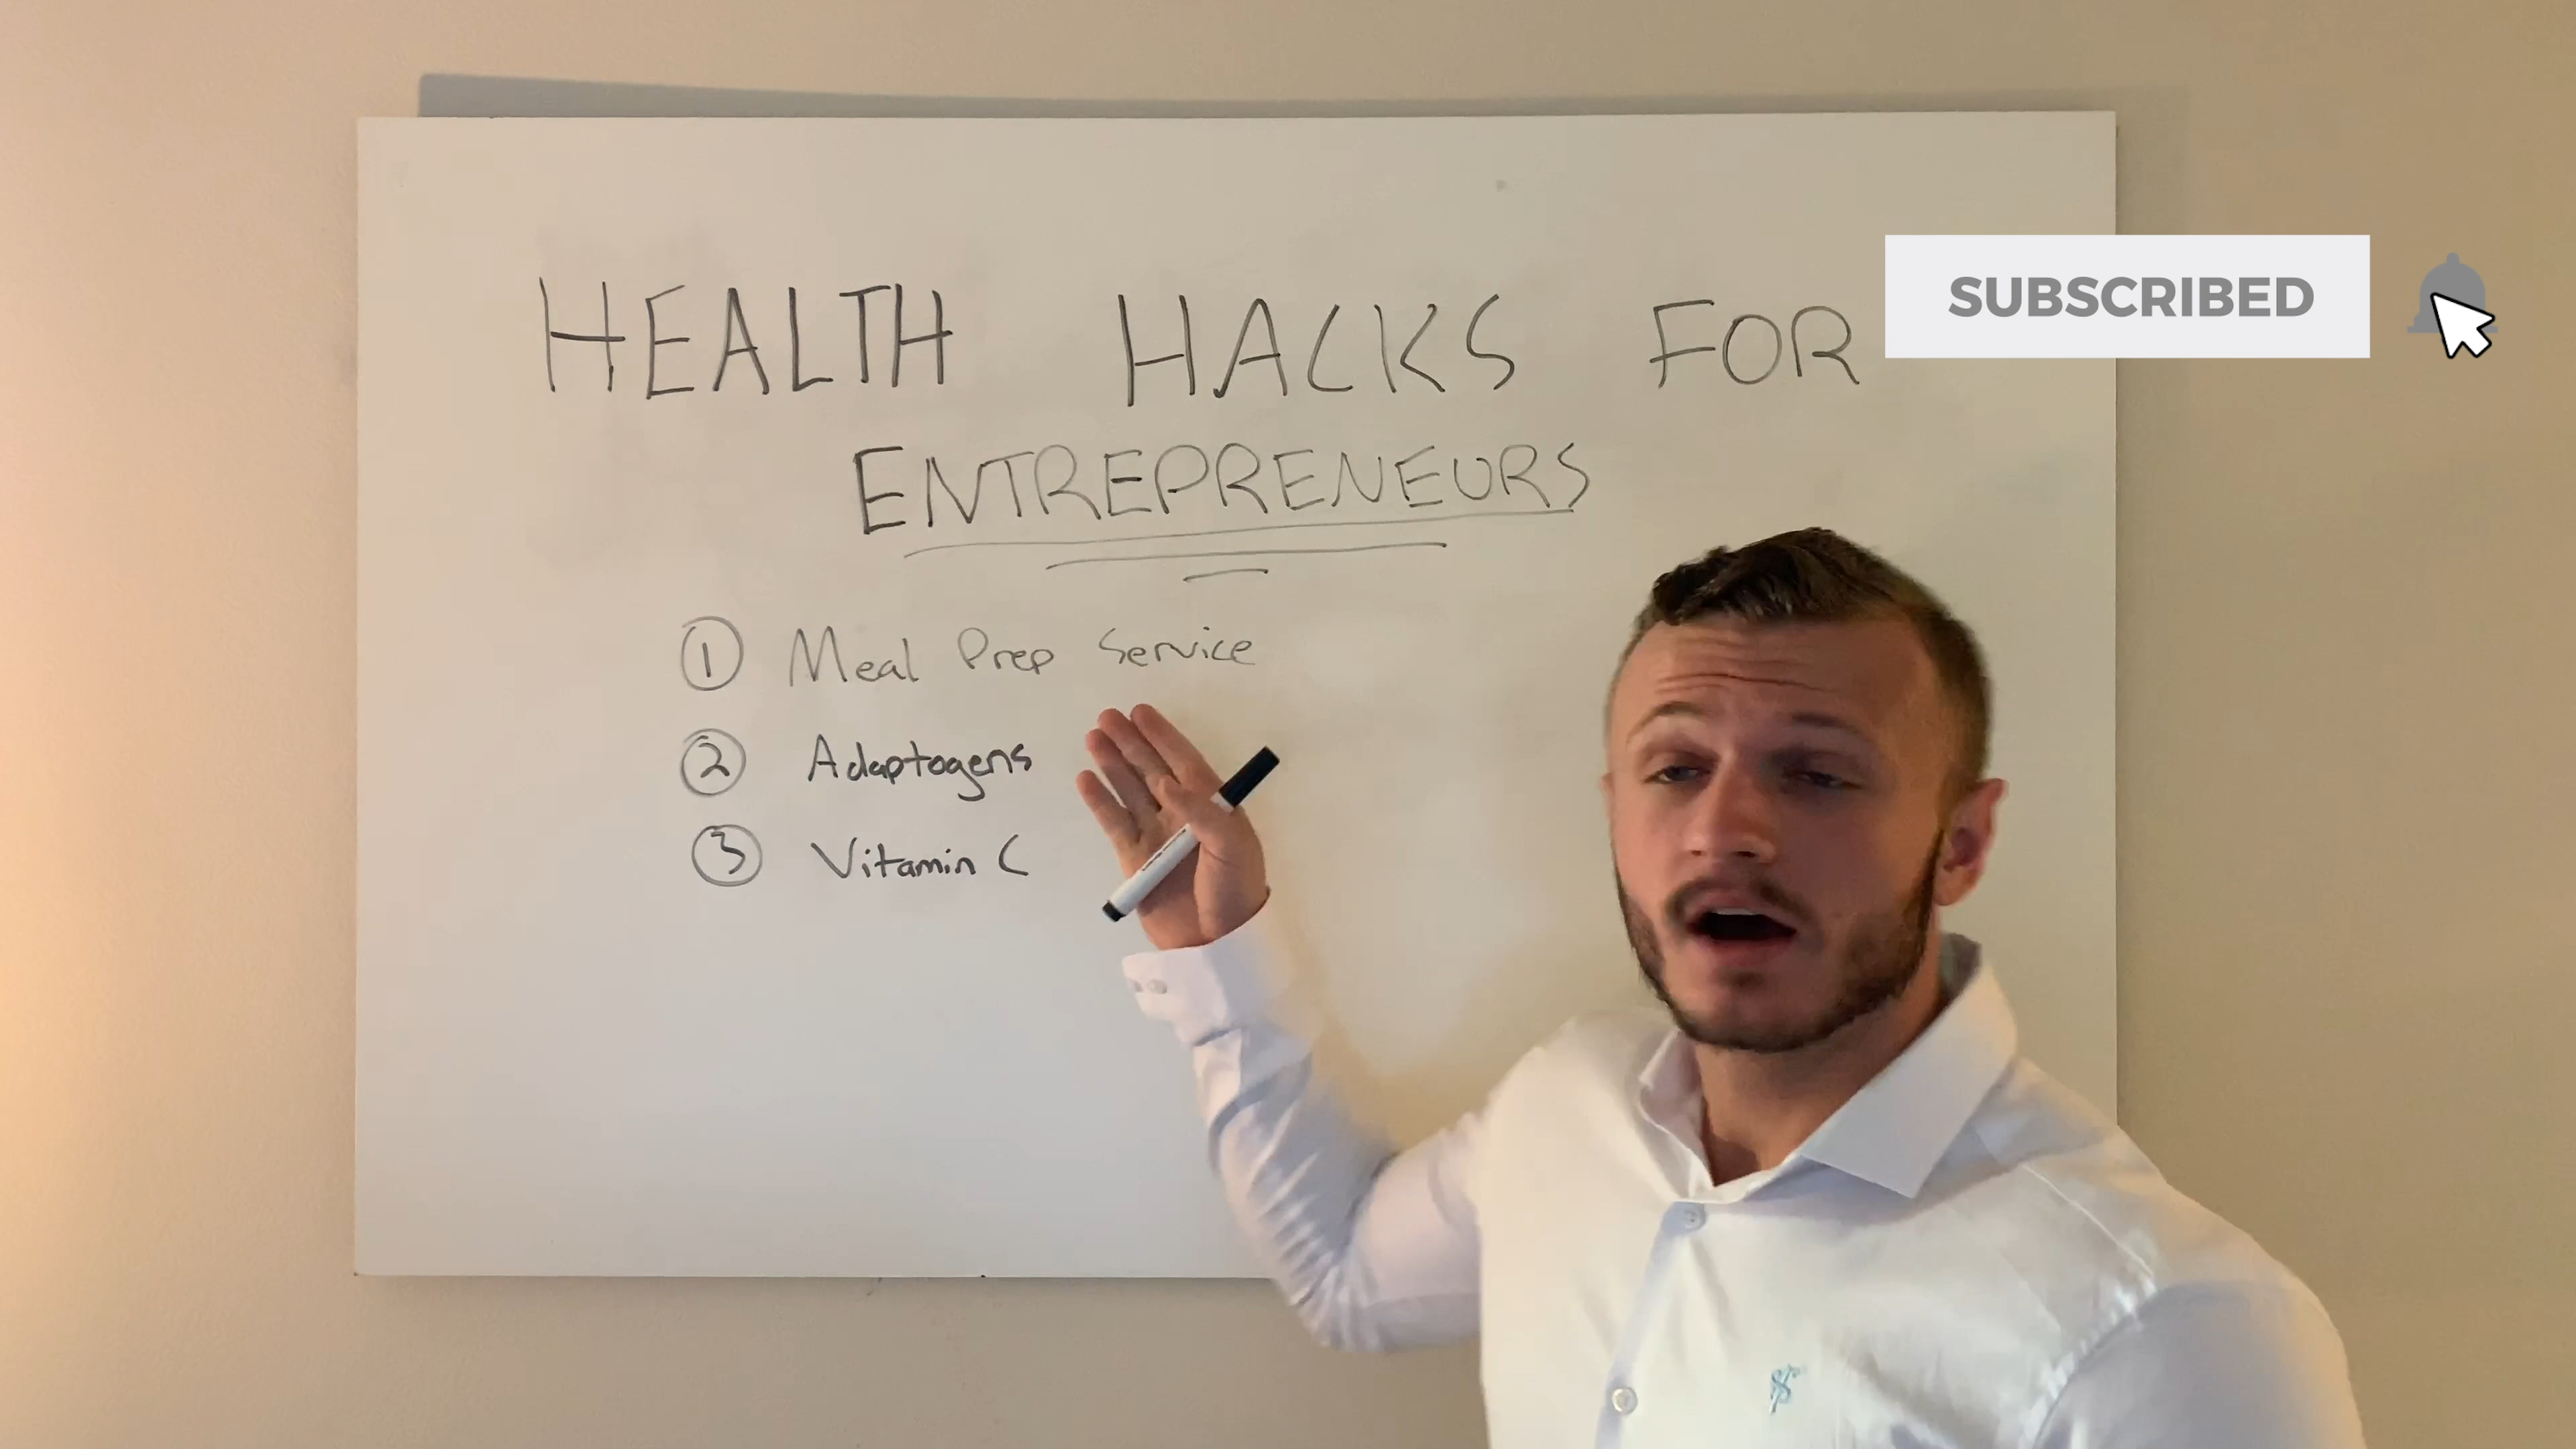 HEALTH HACKS FOR
SUBSCRIBED
ENTREPRENEURS
1 Meal Prep Service
2 Adaptogens
3 Vitamin C